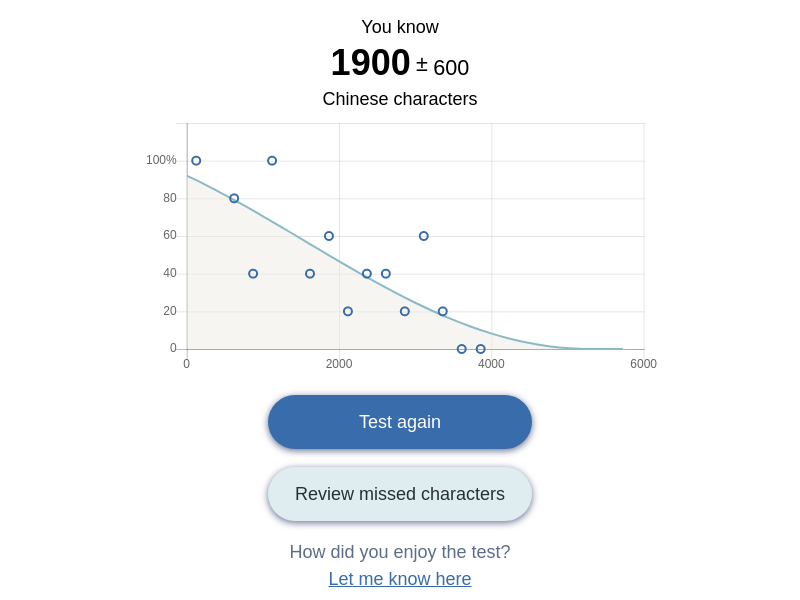 You know
1900 ± 600
Chinese characters
100%
80
60
40
20
0
0 2000 4000 6000
Test again
Review missed characters
How did you enjoy the test?
Let me know here